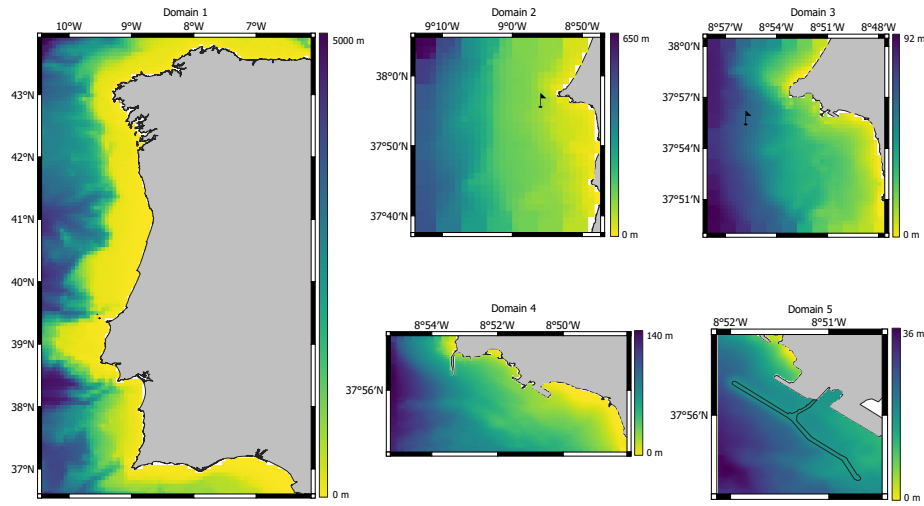 Domain 1
10°W 9°W 8°W 7°W
43°N
42°N
41°N
40°N
39°N
38°N
37°N
5000 m
0 m
Domain 2
9°10'W 9°0'W 8°50'W
38°0'N
37°50'N
37°40'N
650 m
0 m
Domain 3
8°57'W 8°54'W 8°51'W 8°48'W
38°0'N
37°57'N
37°54'N
37°51'N
92 m
0 m
Domain 4
8°54'W 8°52'W 8°50'W
37°56'N
140 m
0 m
Domain 5
8°52'W 8°51'W
37°56'N
36 m
0 m